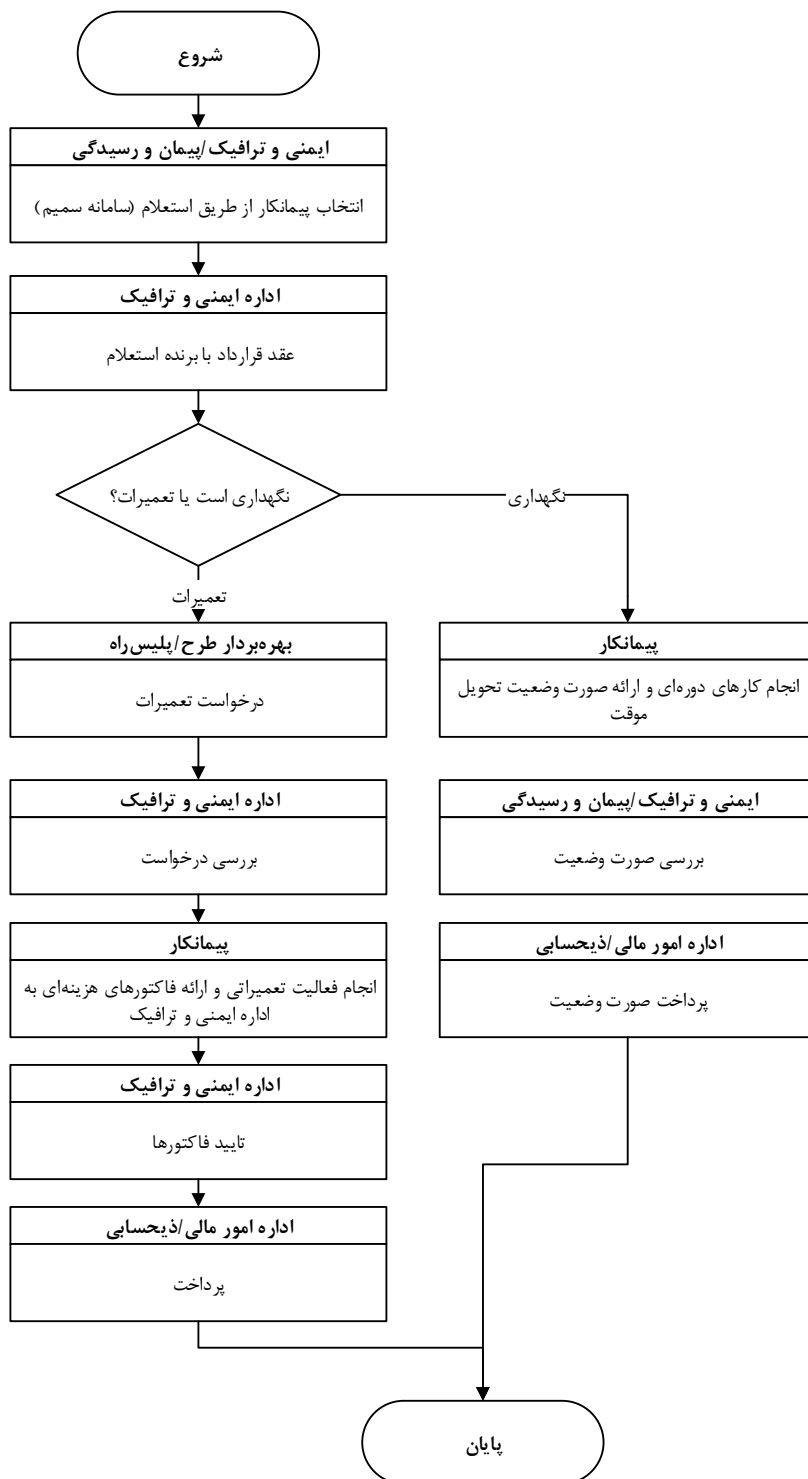 شروع
ایمنی و ترافیک/پیمان و رسیدگی
انتخاب پیمانکار از طریق استعلام (سامانه سمیم)
اداره ایمنی و ترافیک
عقد قرارداد با برنده استعلام
نگهداری است یا تعمیرات؟
نگهداری
تعمیرات
بهره‌بردار طرح/پلیس‌راه
درخواست تعمیرات
پیمانکار
انجام کارهای دوره‌ای و ارائه صورت وضعیت تحویل
موقت
اداره ایمنی و ترافیک
بررسی درخواست
ایمنی و ترافیک/پیمان و رسیدگی
بررسی صورت وضعیت
پیمانکار
انجام فعالیت تعمیراتی و ارائه فاکتورهای هزینه‌ای به
اداره ایمنی و ترافیک
اداره امور مالی/ذیحسابی
پرداخت صورت وضعیت
اداره ایمنی و ترافیک
تایید فاکتورها
اداره امور مالی/ذیحسابی
پرداخت
پایان